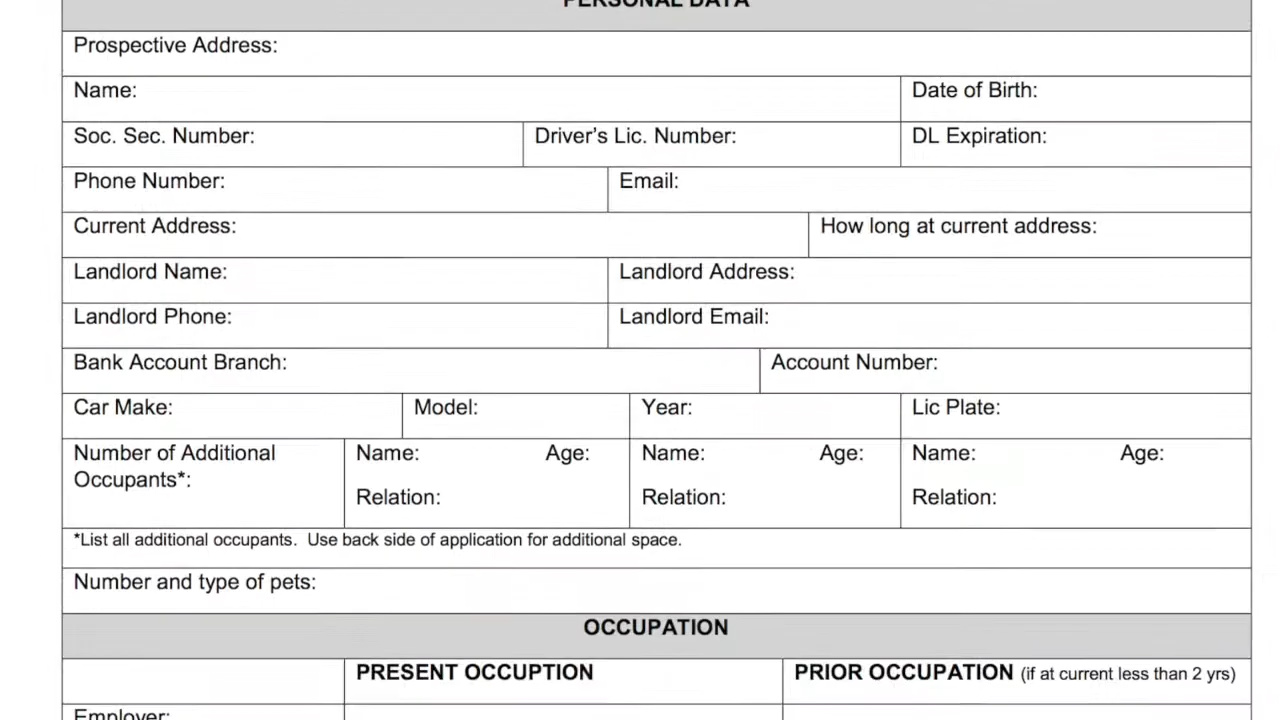 PERSONAL DATA
Prospective Address:
Name: Date of Birth:
Soc. Sec. Number: Driver’s Lic. Number: DL Expiration:
Phone Number: Email:
Current Address: How long at current address:
Landlord Name: Landlord Address:
Landlord Phone: Landlord Email:
Bank Account Branch: Account Number:
Car Make: Model: Year: Lic Plate:
Number of Additional Occupants*:
Name: Age:
Relation:
Name: Age:
Relation:
Name: Age:
Relation:
*List all additional occupants.  Use back side of application for additional space.
Number and type of pets:
OCCUPATION
PRESENT OCCUPTION PRIOR OCCUPATION (if at current less than 2 yrs)
Employer: